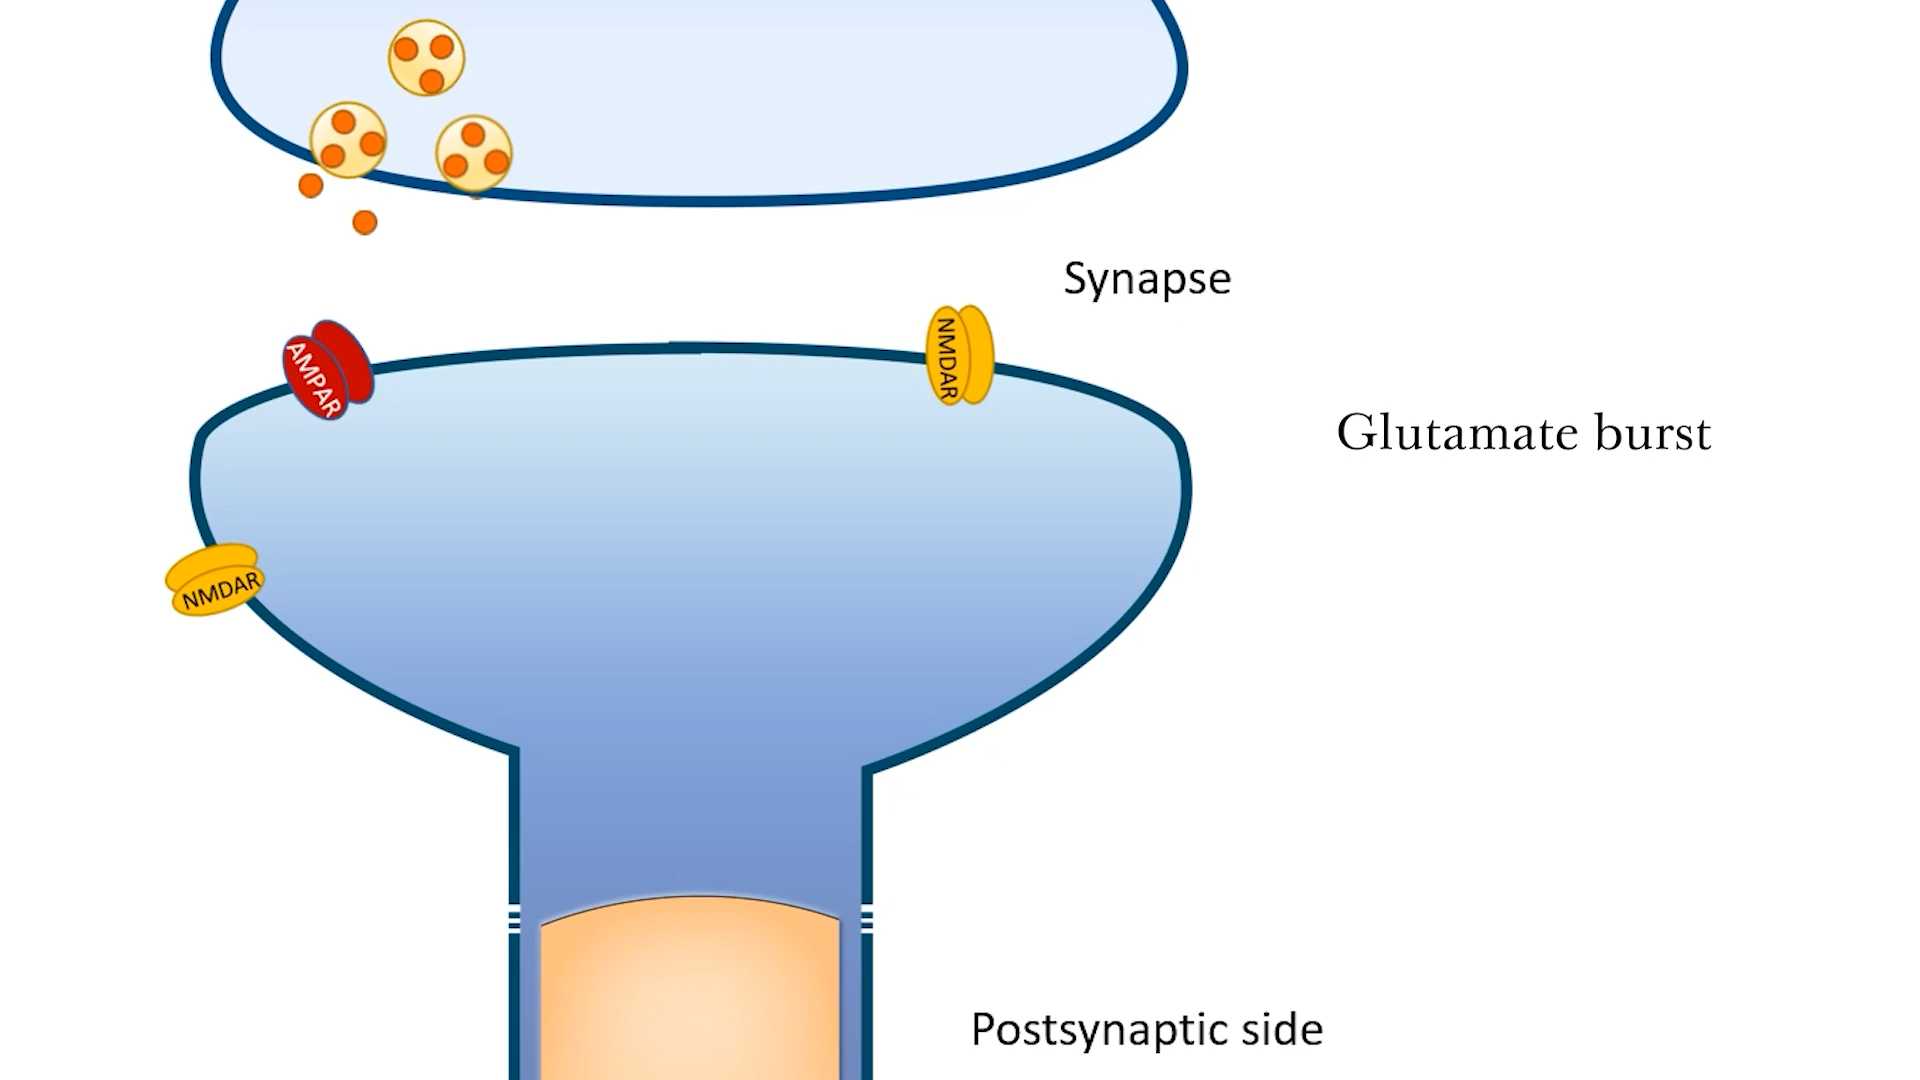 Synapse
AMPAR
NMDAR
Glutamate burst
NMDAR
Postsynaptic side